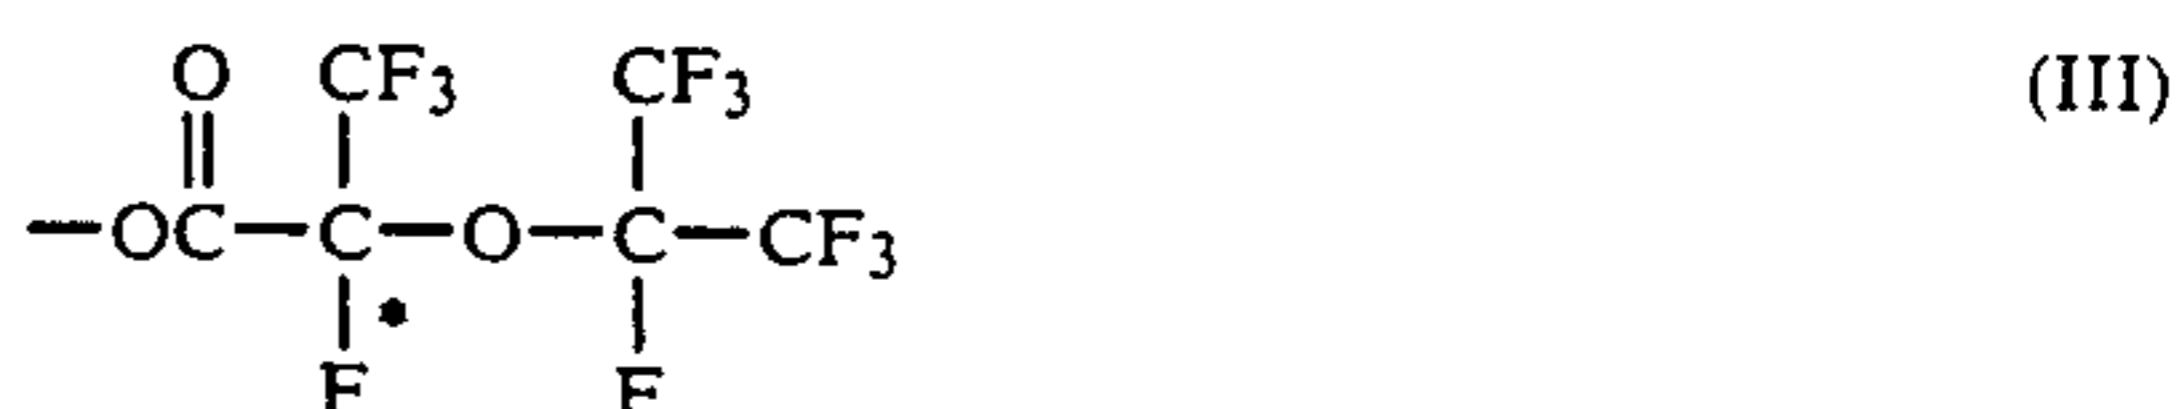 O CF₃ CF₃ (III)
—OC—C—O—C—CF₃
*
F F